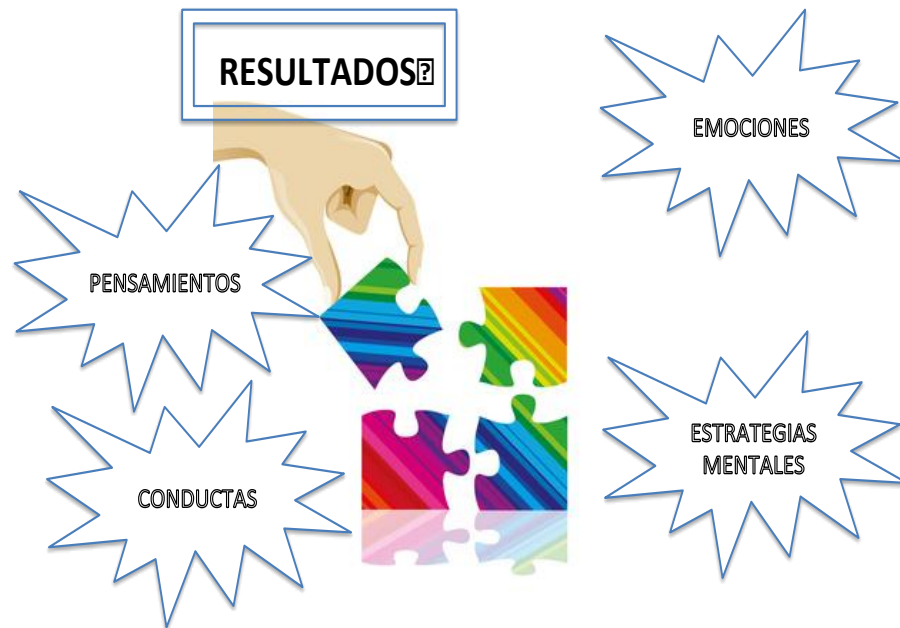 RESULTADOS
EMOCIONES
PENSAMIENTOS
ESTRATEGIAS
MENTALES
CONDUCTAS